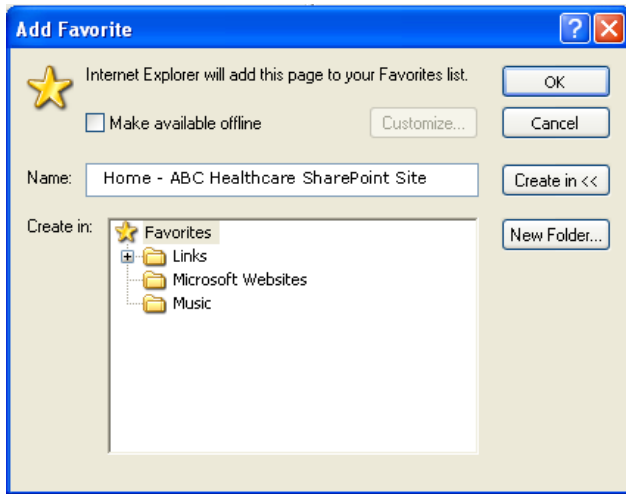 Add Favorite
Internet Explorer will add this page to your Favorites list.
OK
Make available offline
Customize...
Cancel
Name:
Home - ABC Healthcare SharePoint Site
Create in <<
Create in:
Favorites
New Folder...
Links
Microsoft Websites
Music